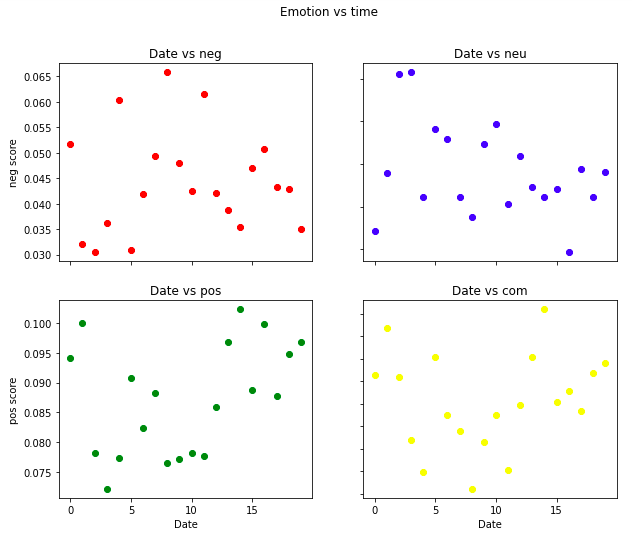 Emotion vs time
Date vs neg
Date vs neu
0.065
0.060
0.055
0.050
0.045
0.040
0.035
0.030
neg score
Date vs pos
Date vs com
0.100
0.095
0.090
0.085
0.080
0.075
pos score
0 5 10 15
0 5 10 15
Date
Date